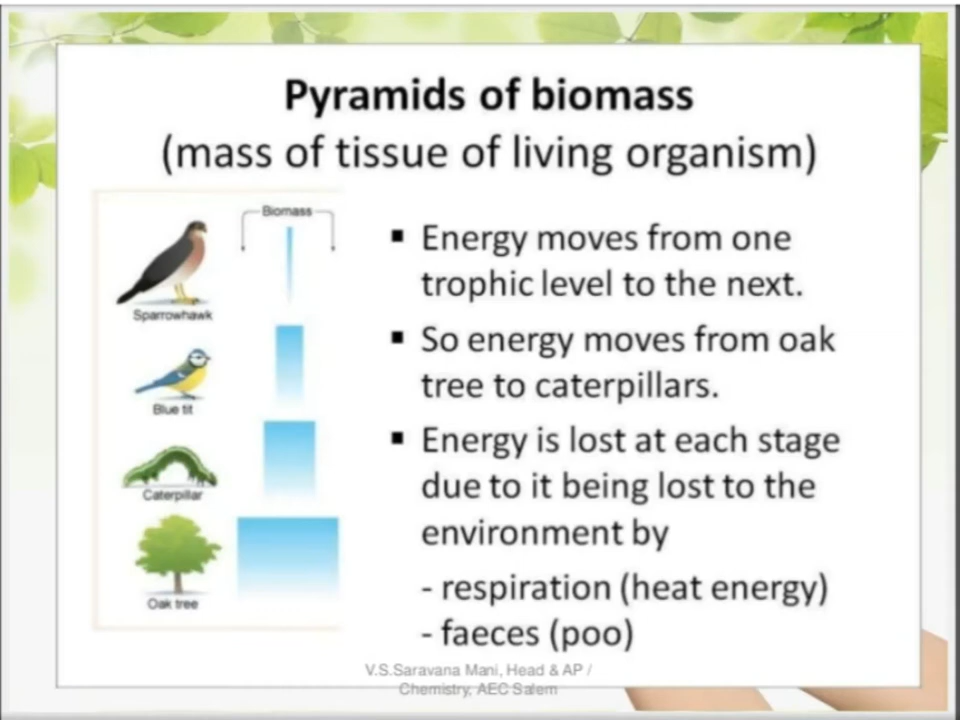 Pyramids of biomass
(mass of tissue of living organism)
Biomass
Sparrowhawk
Blue tit
Caterpillar
Oak tree
▪ Energy moves from one
trophic level to the next.
▪ So energy moves from oak
tree to caterpillars.
▪ Energy is lost at each stage
due to it being lost to the
environment by
- respiration (heat energy)
- faeces (poo)
V.S.Saravana Mani, Head & AP /
Chemistry, AEC Salem